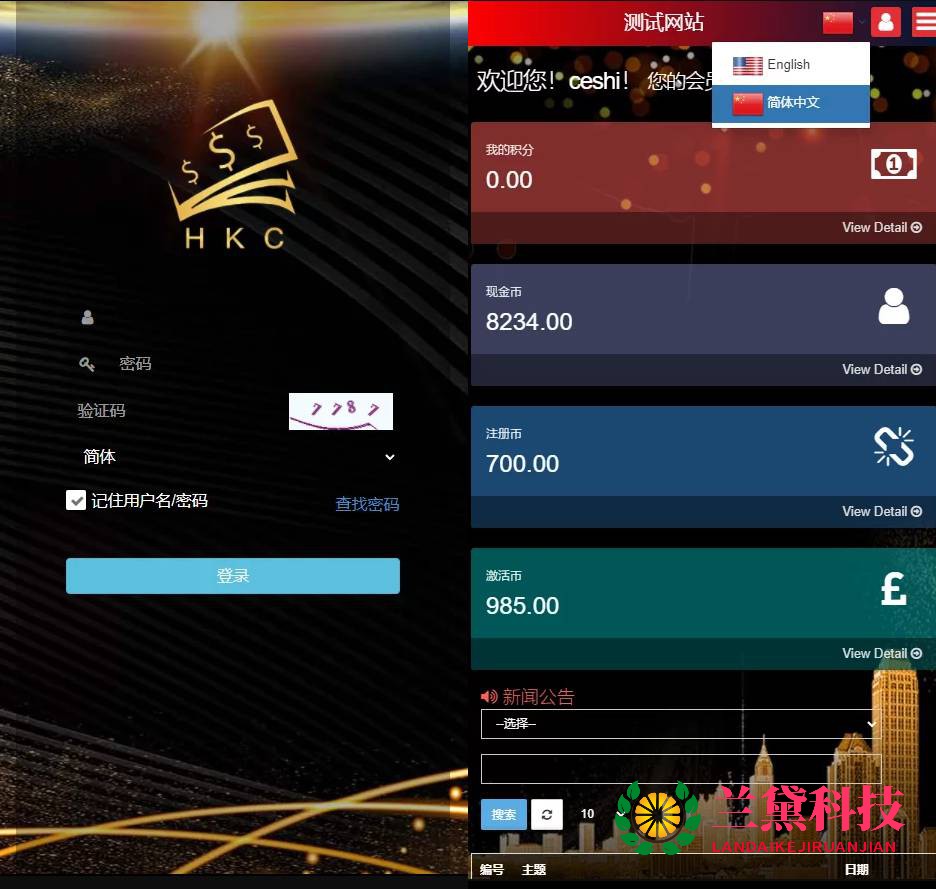 HKC
密码
验证码
7787
简体
记住用户名/密码
查找密码
登录
测试网站
欢迎您！ceshi！ 您的会员
English
简体中文
我的积分
0.00
1
View Detail
现金币
8234.00
View Detail
注册币
700.00
View Detail
激活币
985.00
£
View Detail
新闻公告
--选择--
搜索
10
兰黛科技
LANDAIKEJIRUANJIAN
编号 主题 日期